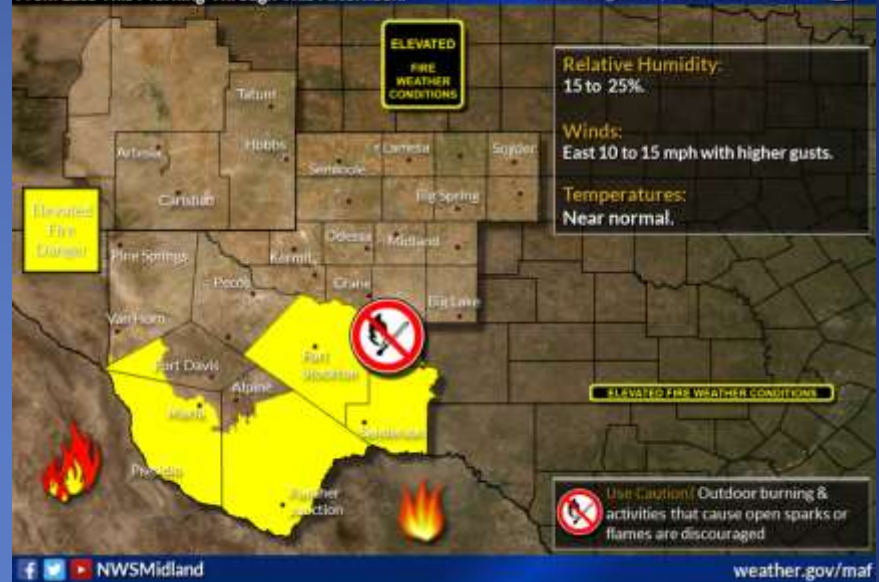 ELEVATED
FIRE
WEATHER
CONDITIONS
Relative Humidity:
15 to 25%.
Winds:
East 10 to 15 mph with higher gusts.
Temperatures:
Near normal.
Tatum
Artesia
Hobbs
Carlsbad
Lamesa
Snyder
Seminole
Big Spring
Elevated
Fire
Danger
Pine Springs
Odessa
Midland
Kermit
Pecos
Crane
Big Lake
Van Horn
Fort Davis
Fort
Stockton
Alpine
Marfa
Sanderson
Presidio
Junction
ELEVATED FIRE WEATHER CONDITIONS
Use Caution! Outdoor burning &
activities that cause open sparks or
flames are discouraged
NWSMidland
weather.gov/maf